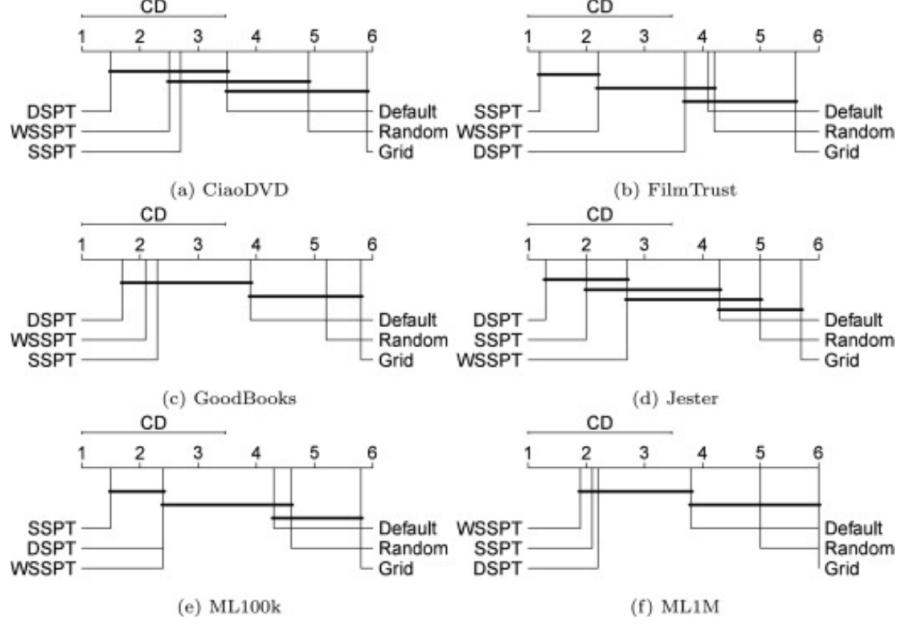 CD CD
1 2 3 4 5 6 1 2 3 4 5 6
DSPT Default SSPT Default
WSSPT Random WSSPT Random
SSPT Grid DSPT Grid
(a) CiaoDVD (b) FilmTrust
CD CD
1 2 3 4 5 6 1 2 3 4 5 6
DSPT Default DSPT Default
WSSPT Random SSPT Random
SSPT Grid WSSPT Grid
(c) GoodBooks (d) Jester
CD CD
1 2 3 4 5 6 1 2 3 4 5 6
SSPT Default WSSPT Default
DSPT Random SSPT Random
WSSPT Grid DSPT Grid
(e) ML100k (f) ML1M